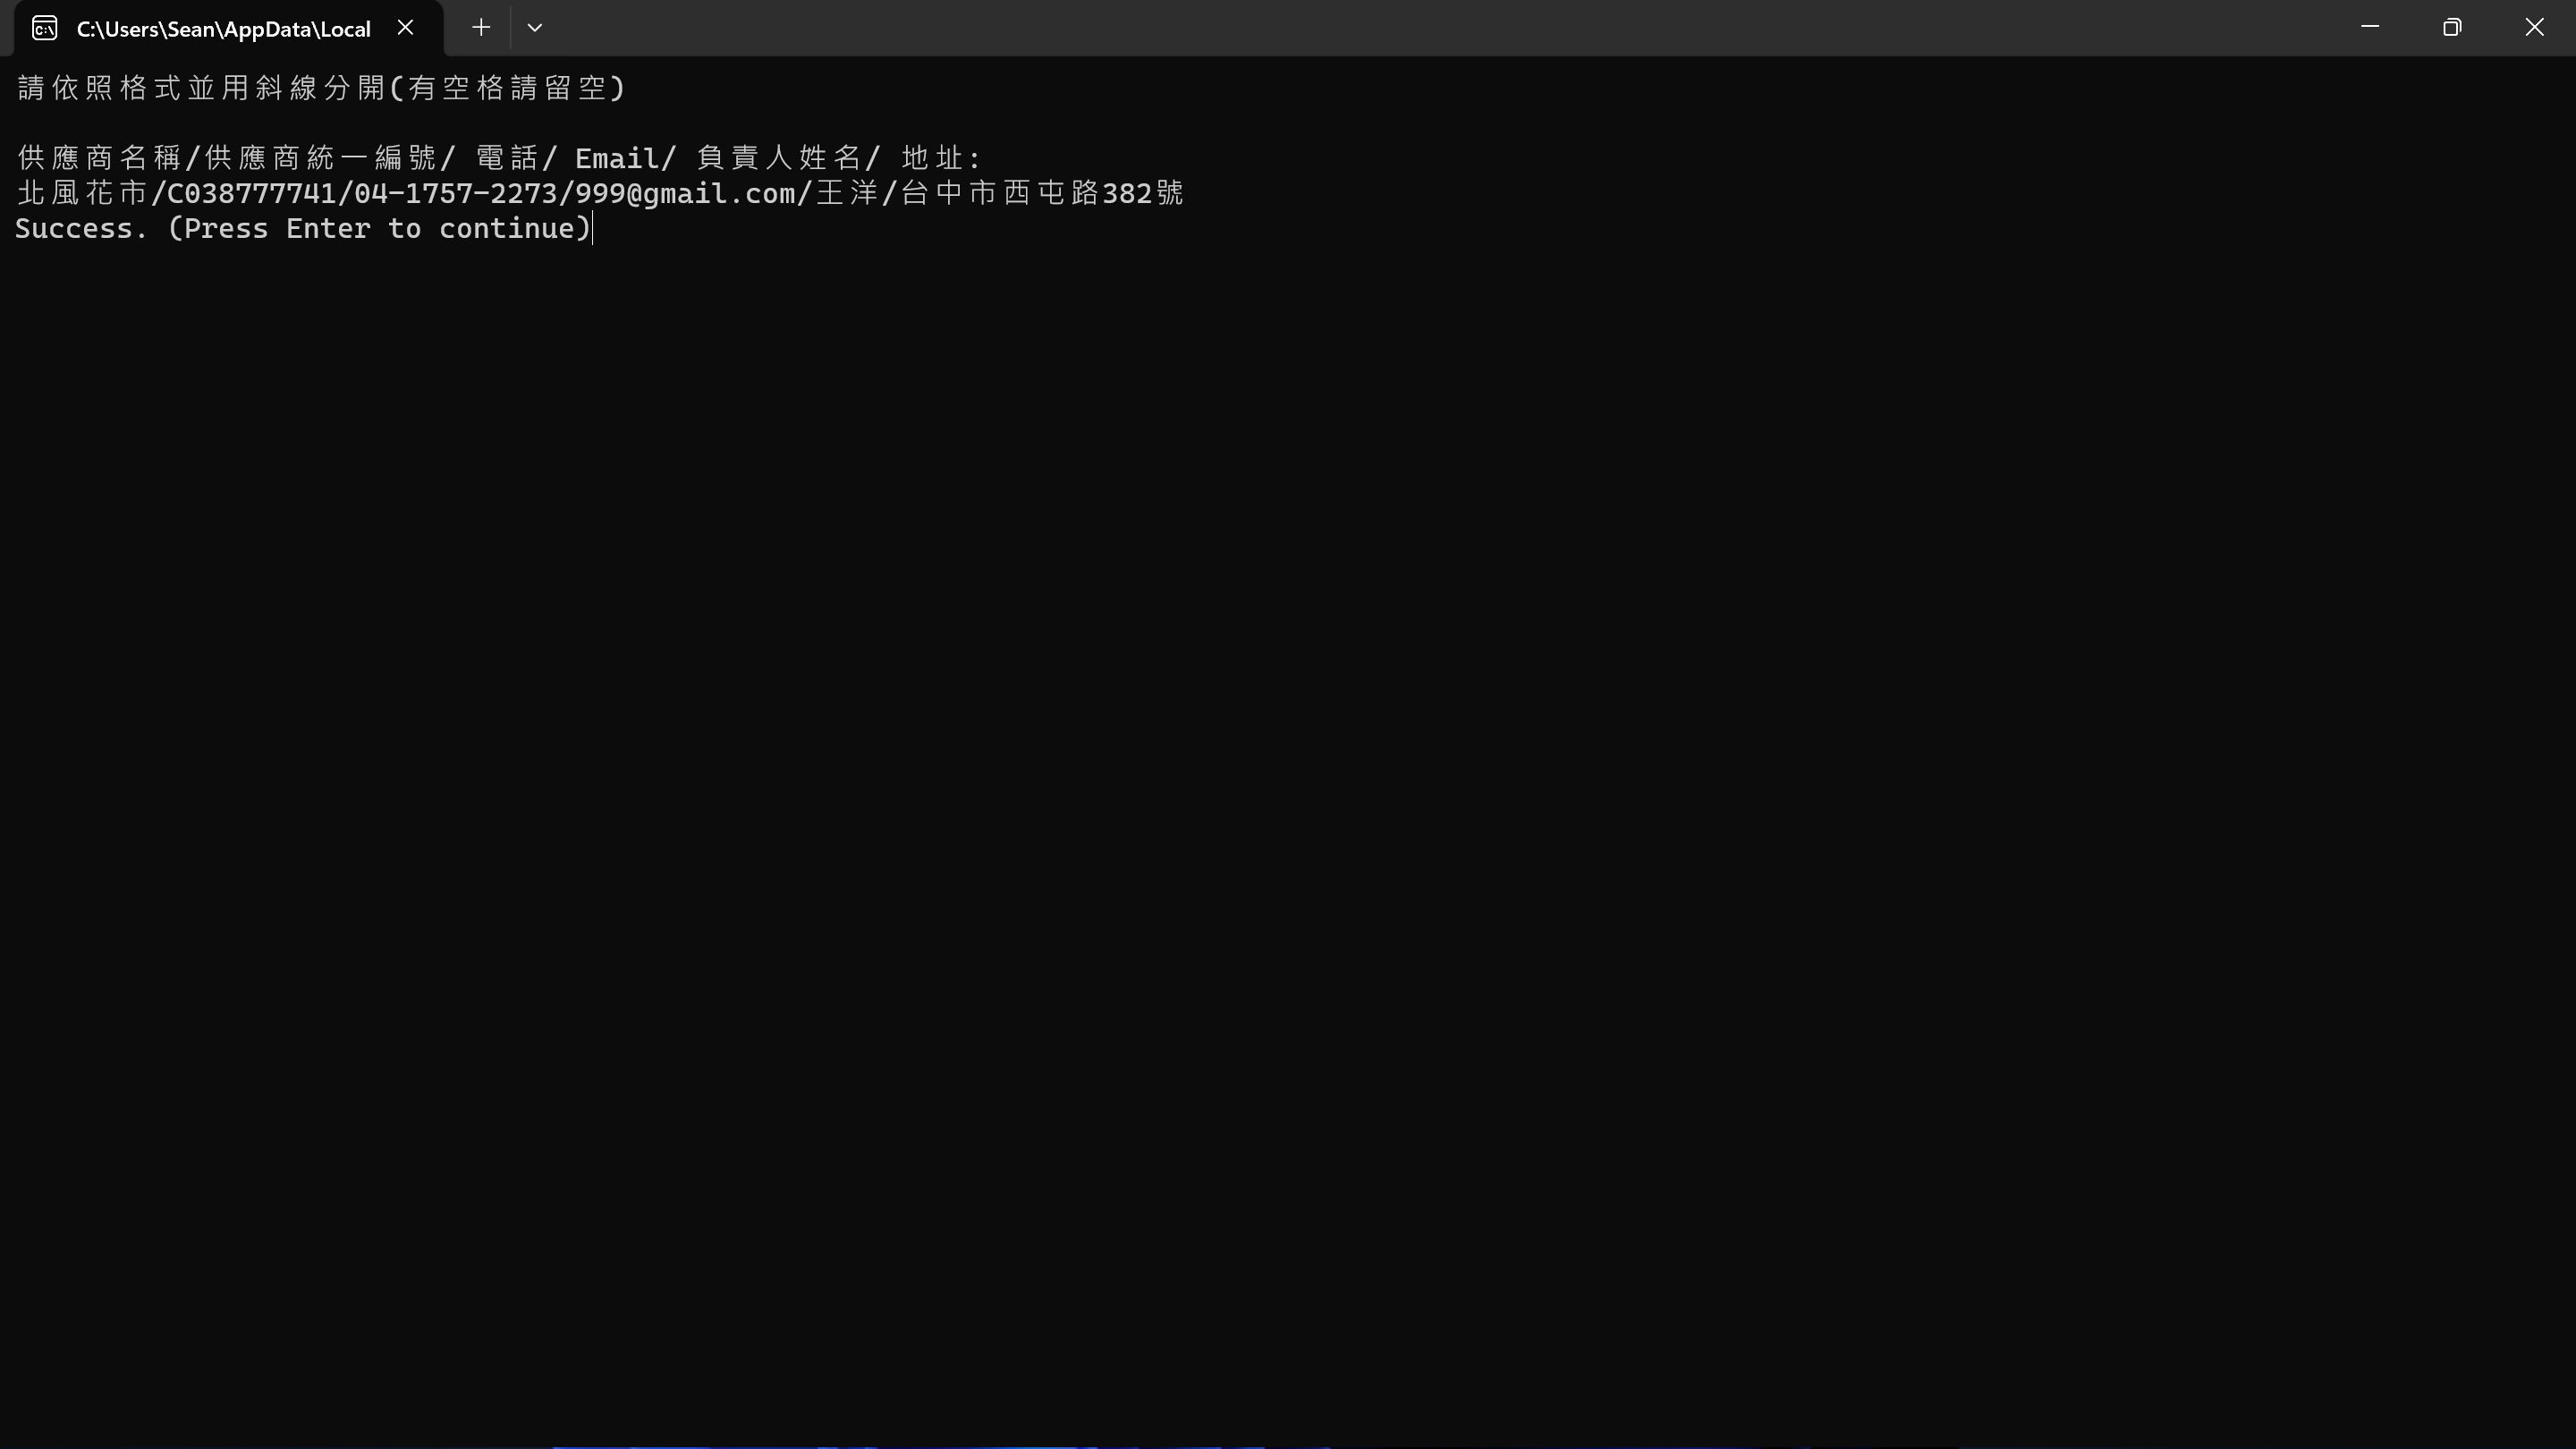 C:\Users\Sean\AppData\Local
請依照格式並用斜線分開(有空格請留空)
供應商名稱/供應商統一編號/ 電話/ Email/ 負責人姓名/ 地址:
北風花市/C038777741/04-1757-2273/999@gmail.com/王洋/台中市西屯路382號
Success. (Press Enter to continue)